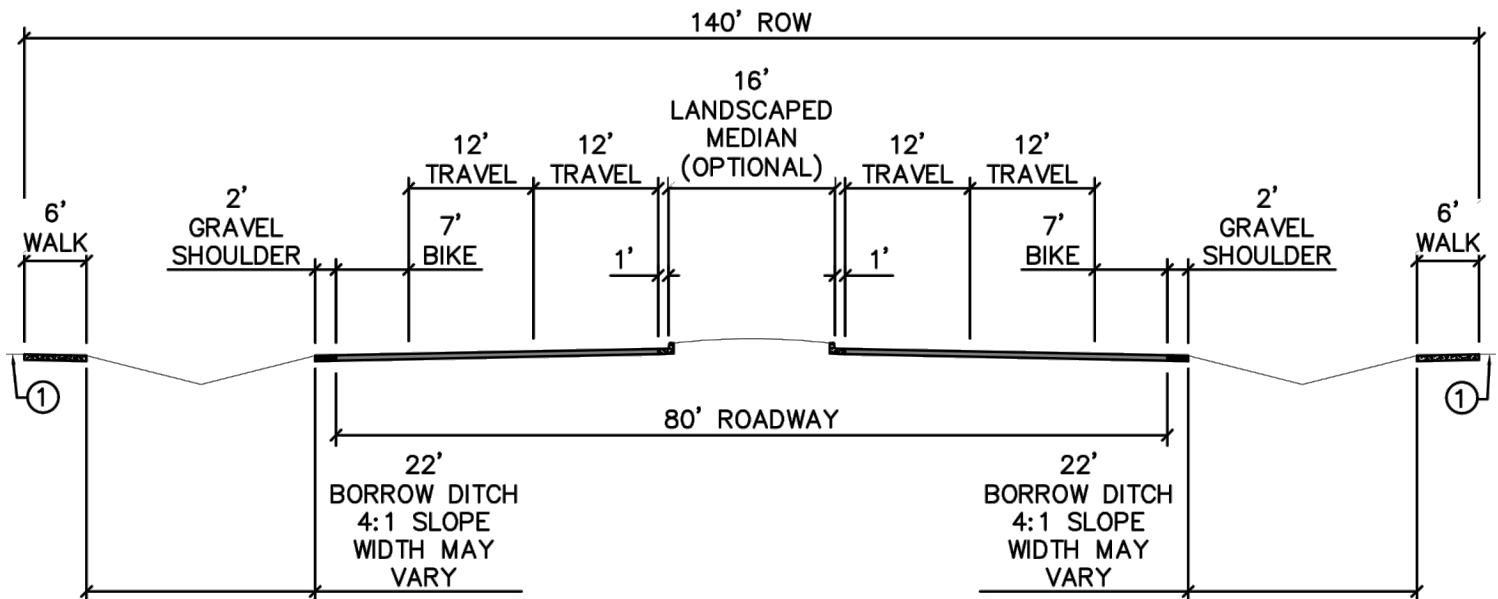 140' ROW
16'
LANDSCAPED
MEDIAN
(OPTIONAL)
12'
TRAVEL
12'
TRAVEL
12'
TRAVEL
12'
TRAVEL
6'
WALK
2'
GRAVEL
SHOULDER
7'
BIKE
1'
1'
7'
BIKE
2'
GRAVEL
SHOULDER
6'
WALK
1
1
80' ROADWAY
22'
BORROW DITCH
4:1 SLOPE
WIDTH MAY
VARY
22'
BORROW DITCH
4:1 SLOPE
WIDTH MAY
VARY